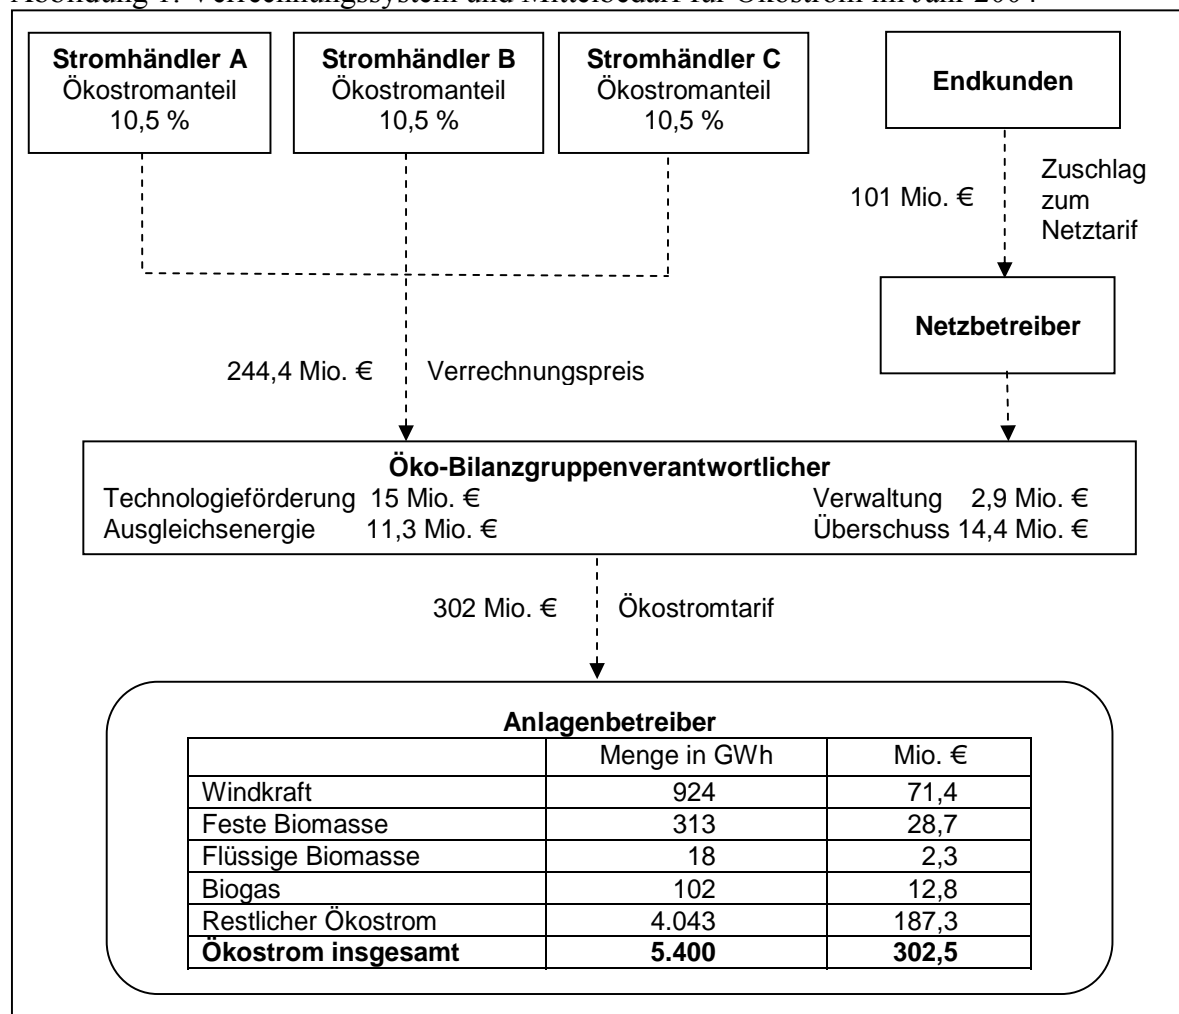 Abbildung 1: Verrechnungssystem und Mittelbedarf für Ökostrom im Jahr 2004
Stromhändler A
Ökostromanteil
10,5 %
Stromhändler B
Ökostromanteil
10,5 %
Stromhändler C
Ökostromanteil
10,5 %
Endkunden
101 Mio. €
Zuschlag
zum
Netztarif
Netzbetreiber
244,4 Mio. € Verrechnungspreis
Öko-Bilanzgruppenverantwortlicher
Technologieförderung 15 Mio. € Verwaltung 2,9 Mio. €
Ausgleichsenergie 11,3 Mio. € Überschuss 14,4 Mio. €
302 Mio. € Ökostromtarif
Anlagenbetreiber
Menge in GWh Mio. €
Windkraft 924 71,4
Feste Biomasse 313 28,7
Flüssige Biomasse 18 2,3
Biogas 102 12,8
Restlicher Ökostrom 4.043 187,3
Ökostrom insgesamt 5.400 302,5